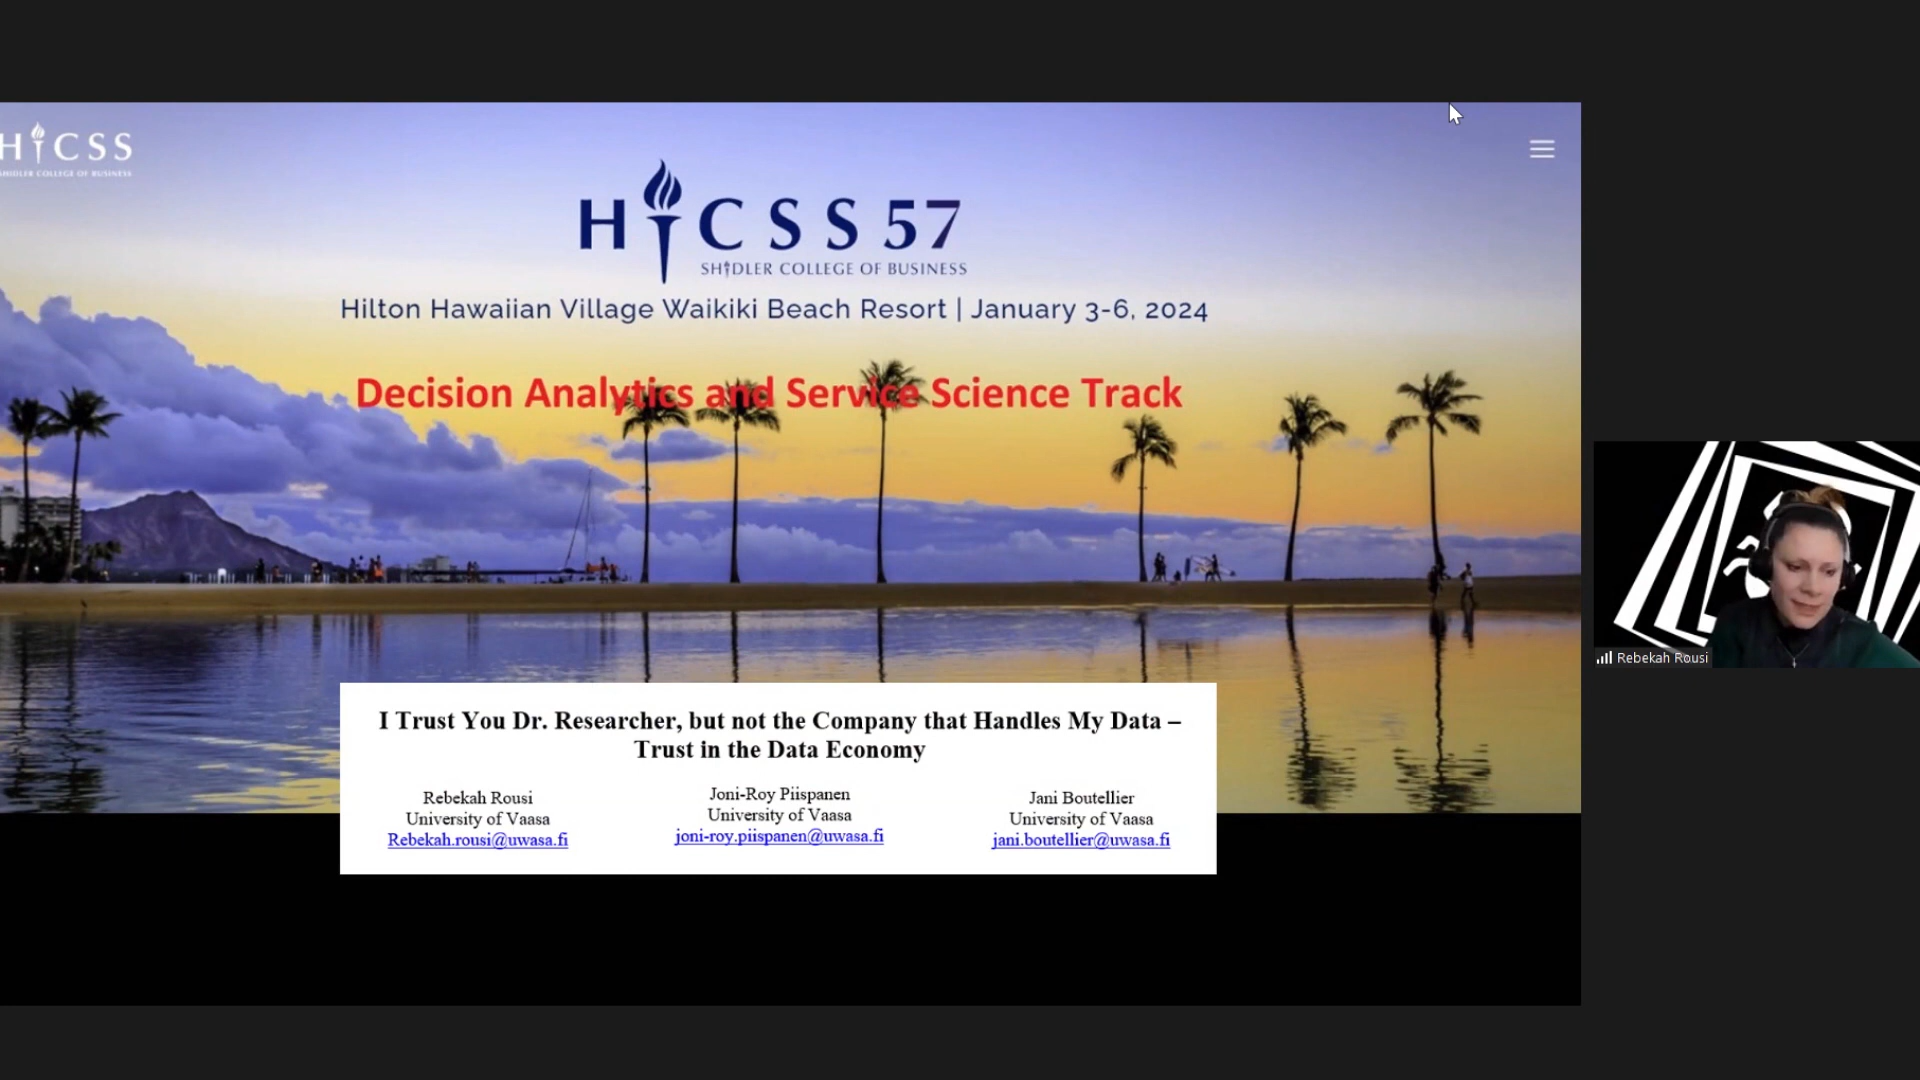 HICSS
SHIDLER COLLEGE OF BUSINESS
HICSS 57
SHIDLER COLLEGE OF BUSINESS
Hilton Hawaiian Village Waikiki Beach Resort | January 3-6, 2024
Decision Analytics and Service Science Track
I Trust You Dr. Researcher, but not the Company that Handles My Data –
Trust in the Data Economy
Rebekah Rousi
University of Vaasa
Rebekah.rousi@uwasa.fi
Joni-Roy Piispanen
University of Vaasa
joni-roy.piispanen@uwasa.fi
Jani Boutellier
University of Vaasa
jani.boutellier@uwasa.fi
Rebekah Rousi